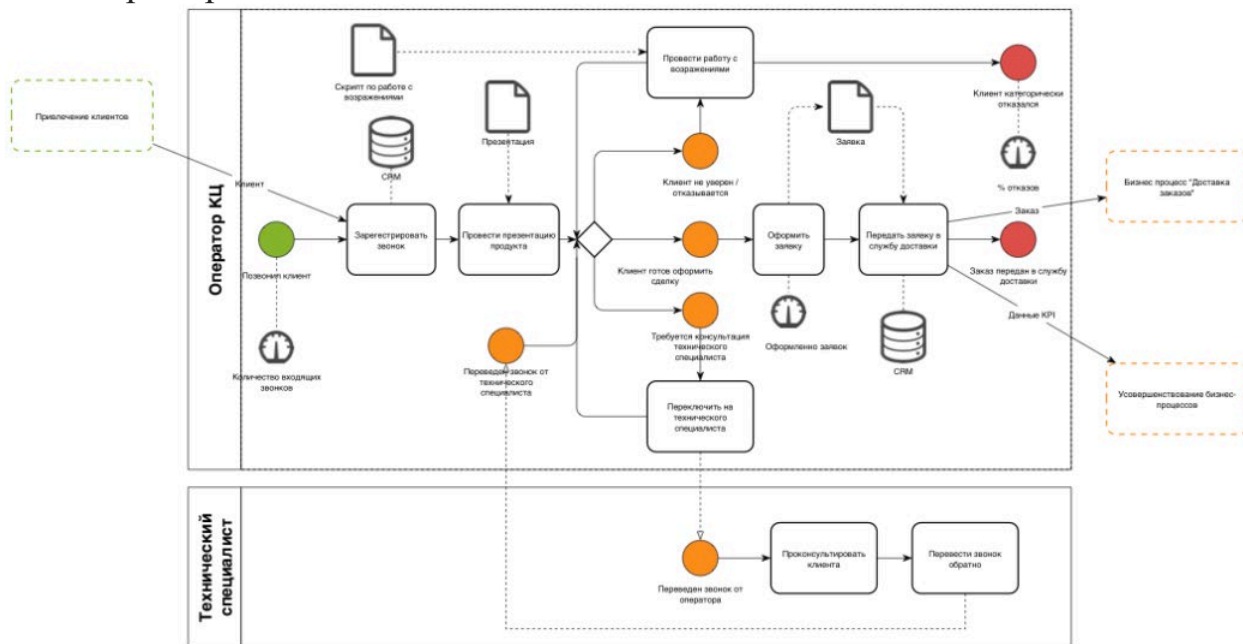 Оператор КЦ
Скрипт по работе с
возражениями
Провести работу с
возражениями
Клиент категорически
отказался
Привлечение клиентов
Презентация
Заявка
CRM
Клиент не уверен /
отказывается
% отказов
Бизнес процесс "Доставка
заказов"
Клиент
Заказ
Зарегестрировать
звонок
Провести презентацию
продукта
Оформить
заявку
Передать заявку в
службу доставки
Позвонил клиент
Клиент готов оформить
сделку
Заказ передан в службу
доставки
Данные KPI
Требуется консультация
технического
специалиста
Оформленно заявок
CRM
Количество входящих
звонков
Переведен звонок от
технического
специалиста
Усовершенствование бизнес-
процессов
Переключить на
технического
специалиста
Технический
специалист
Проконсультировать
клиента
Перевести звонок
обратно
Переведен звонок от
оператора